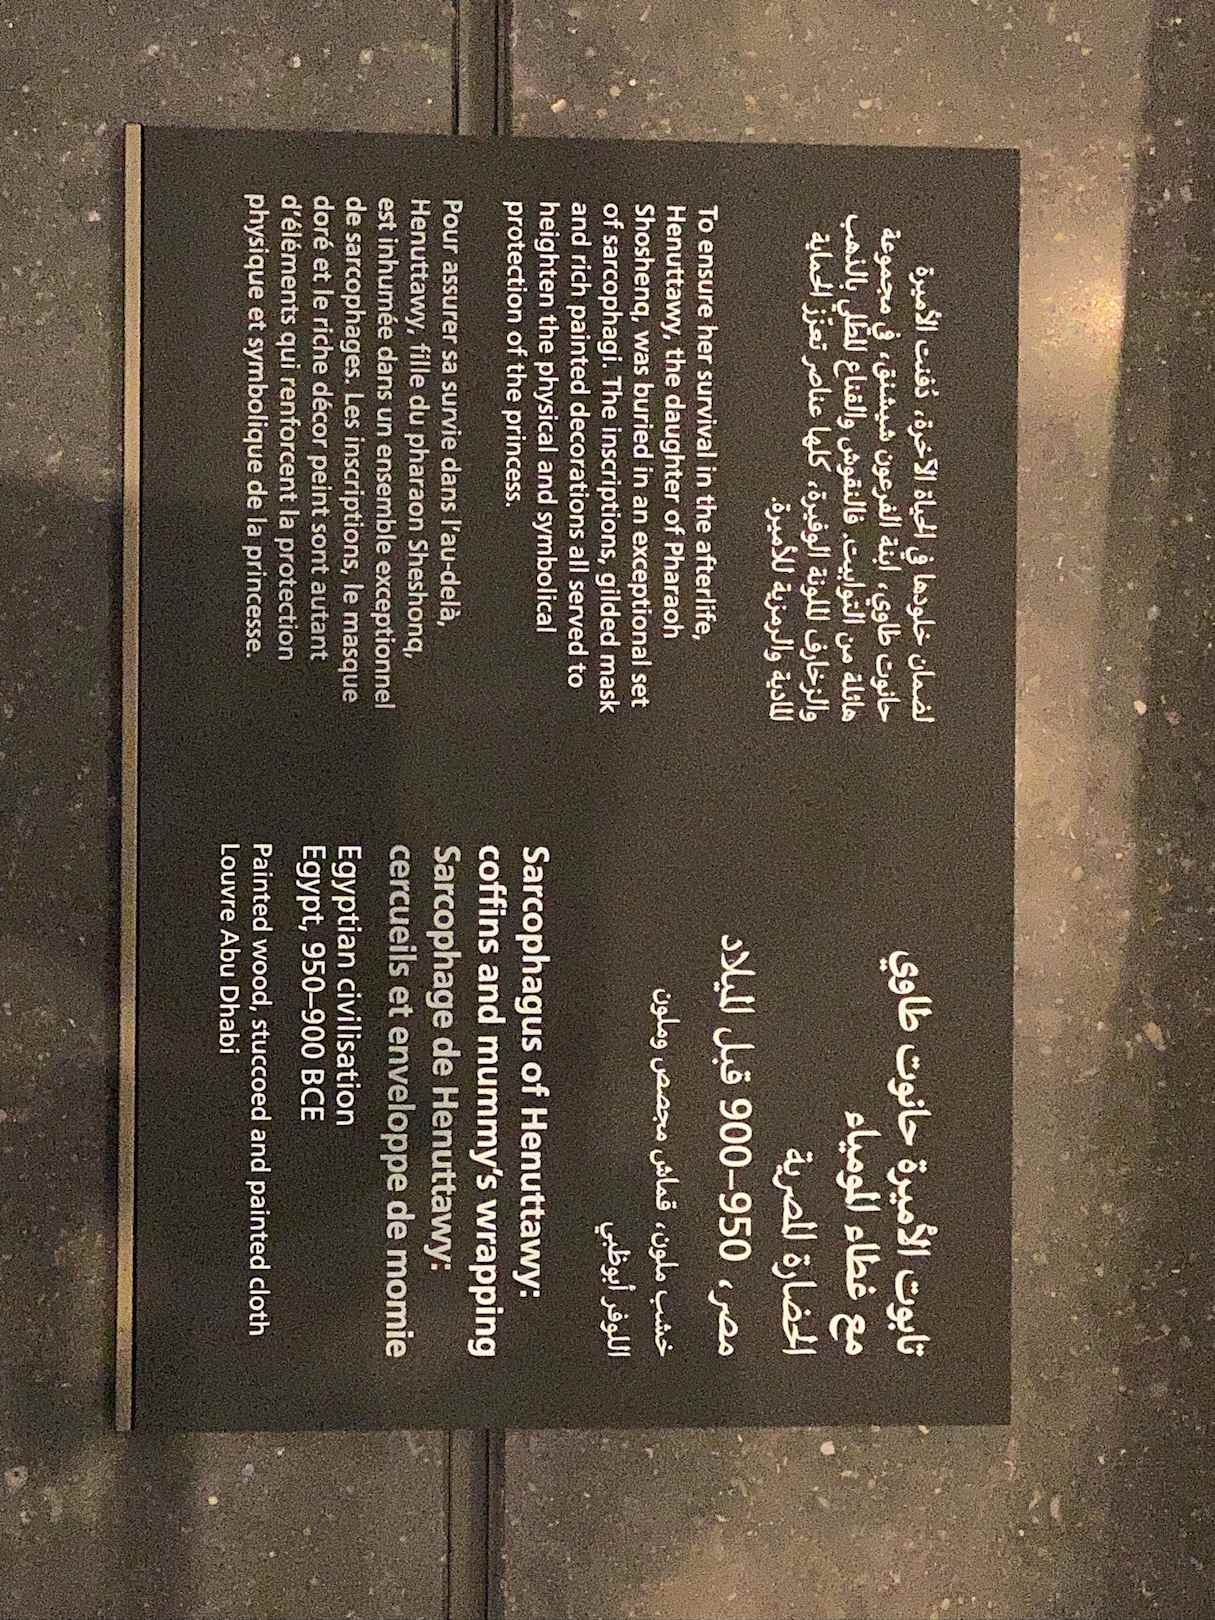 لضمان خلودها في الحياة الآخرة، دُفنت الأميرة
حانوت طاوي، ابنة الفرعون شيشنق، في مجموعة
هائلة من التوابيت. فالنقوش والقناع المطلي بالذهب
والزخارف الملونة الوفيرة، كلها عناصر تعزّز الحماية
المادية والرمزية للأميرة.
To ensure her survival in the afterlife,
Henuttawy, the daughter of Pharaoh
Shoshenq, was buried in an exceptional set
of sarcophagi. The inscriptions, gilded mask
and rich painted decorations all served to
heighten the physical and symbolical
protection of the princess.
Pour assurer sa survie dans l'au-delà,
Henuttawy, fille du pharaon Sheshonq,
est inhumée dans un ensemble exceptionnel
de sarcophages. Les inscriptions, le masque
doré et le riche décor peint sont autant
d'éléments qui renforcent la protection
physique et symbolique de la princesse.
تابوت الأميرة حانوت طاوي
مع غطاء المومياء
الحضارة المصرية
مصر، 950–900 قبل الميلاد
خشب ملون، قماش مجصص وملون
اللوفر أبوظبي
Sarcophagus of Henuttawy:
coffins and mummy's wrapping
Sarcophage de Henuttawy:
cercueils et enveloppe de momie
Egyptian civilisation
Egypt, 950–900 BCE
Painted wood, stuccoed and painted cloth
Louvre Abu Dhabi